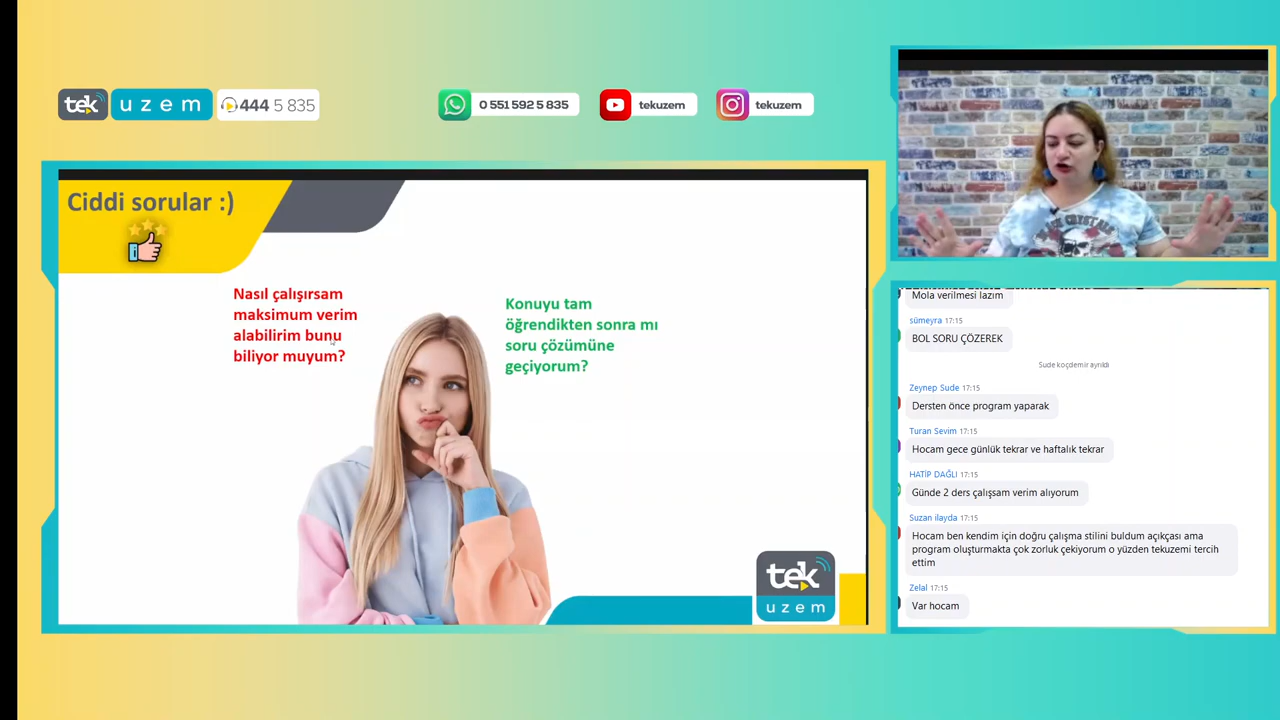 tek
uzem
444 5 835
0 551 592 5 835
tekuzem
tekuzem
Ciddi sorular :)
Nasıl çalışırsam
maksimum verim
alabilirim bunu
biliyor muyum?
Konuyu tam
öğrendikten sonra mı
soru çözümüne
geçiyorum?
tek
uzem
BLACK
Mola verilmesi lazım
sümeyra 17:15
BOL SORU ÇÖZEREK
Sude koçdemir ayrıldı
Zeynep Sude 17:15
Dersten önce program yaparak
Turan Sevim 17:15
Hocam gece günlük tekrar ve haftalık tekrar
HATİP DAĞLI 17:15
Günde 2 ders çalışsam verim alıyorum
Suzan ilayda 17:15
Hocam ben kendim için doğru çalışma stilini buldum açıkçası ama
program oluşturmakta çok zorluk çekiyorum o yüzden tekuzemi tercih
ettim
Zelal 17:15
Var hocam